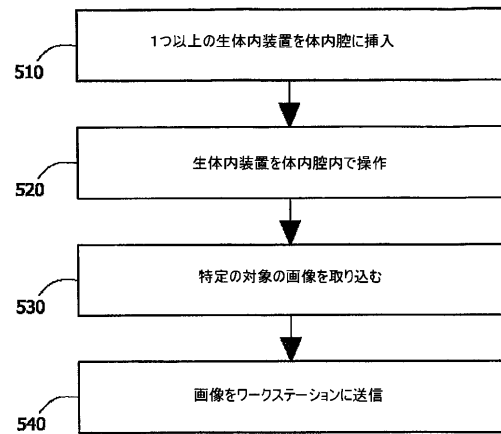 1つ以上の生体内装置を体内腔に挿入
510
生体内装置を体内腔内で操作
520
特定の対象の画像を取り込む
530
画像をワークステーションに送信
540